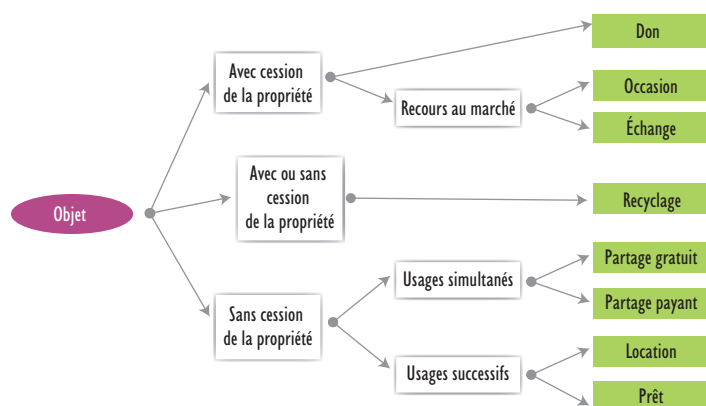 Objet
Avec cession
de la propriété
Recours au marché
Don
Occasion
Échange
Avec ou sans
cession
de la propriété
Recyclage
Sans cession
de la propriété
Usages simultanés
Partage gratuit
Partage payant
Usages successifs
Location
Prêt